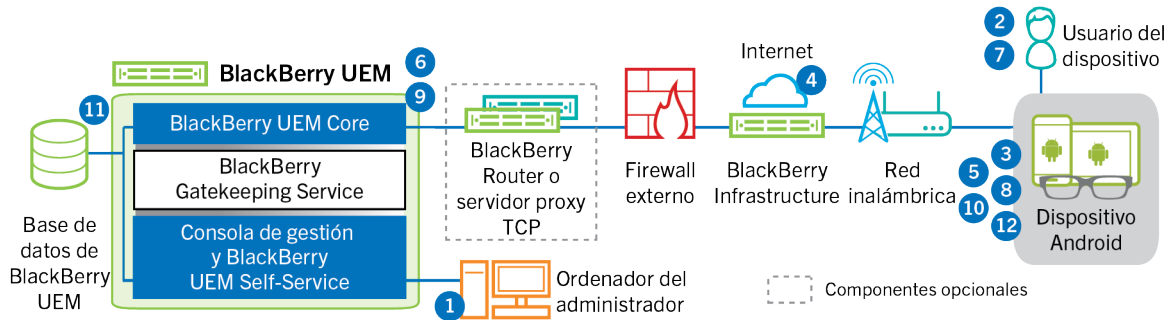 BlackBerry UEM
6
9
11
BlackBerry UEM Core
BlackBerry
Gatekeeping Service
Consola de gestión
y BlackBerry
UEM Self-Service
Base de
datos de
BlackBerry
UEM
1
Ordenador del
administrador
BlackBerry
Router o
servidor proxy
TCP
Firewall
externo
Internet
4
BlackBerry
Infrastructure
Red
inalámbrica
2
7
Usuario del
dispositivo
3
5
8
10
12
Dispositivo
Android
Componentes opcionales